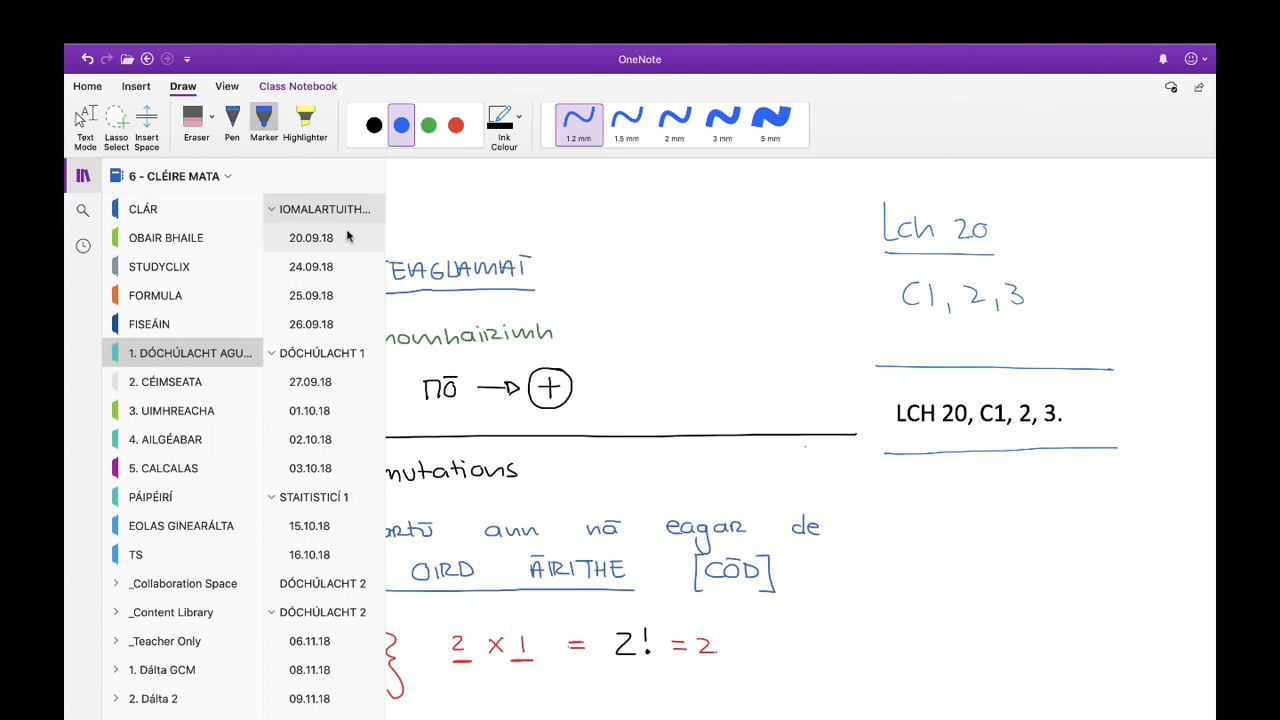 OneNote
Home Insert Draw View Class Notebook
Text Mode
Lasso Select
Insert Space
Eraser
Pen
Marker
Highlighter
Ink Colour
1.2 mm
1.5 mm
2 mm
3 mm
5 mm
6 - CLÉIRE MATA
CLÁR
OBAIR BHAILE
STUDYCLIX
FORMULA
FISEÁIN
1. DÓCHÚLACHT AGU...
2. CÉIMSEATA
3. UIMHREACHA
4. AILGÉABAR
5. CALCALAS
PÁIPÉIRÍ
EOLAS GINEARÁLTA
TS
_Collaboration Space
_Content Library
_Teacher Only
1. Dálta GCM
2. Dálta 2
IOMALARTUITH...
20.09.18
24.09.18
25.09.18
26.09.18
DÓCHÚLACHT 1
27.09.18
01.10.18
02.10.18
03.10.18
STAITISTICÍ 1
15.10.18
16.10.18
DÓCHÚLACHT 2
DÓCHÚLACHT 2
06.11.18
08.11.18
09.11.18
TEAGLAMAÍ
nomhairimh
nó → +
mutations
artú ann ná eagar de
OIRD ÁIRITHE [CÓD]
} 2 × 1 = 2! = 2
Lch 20
C1, 2, 3
LCH 20, C1, 2, 3.